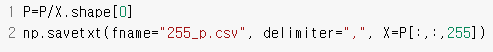 1 P=P/X.shape[0]
2 np.savetxt(fname="255_p.csv", delimiter=",", X=P[:,:,255])